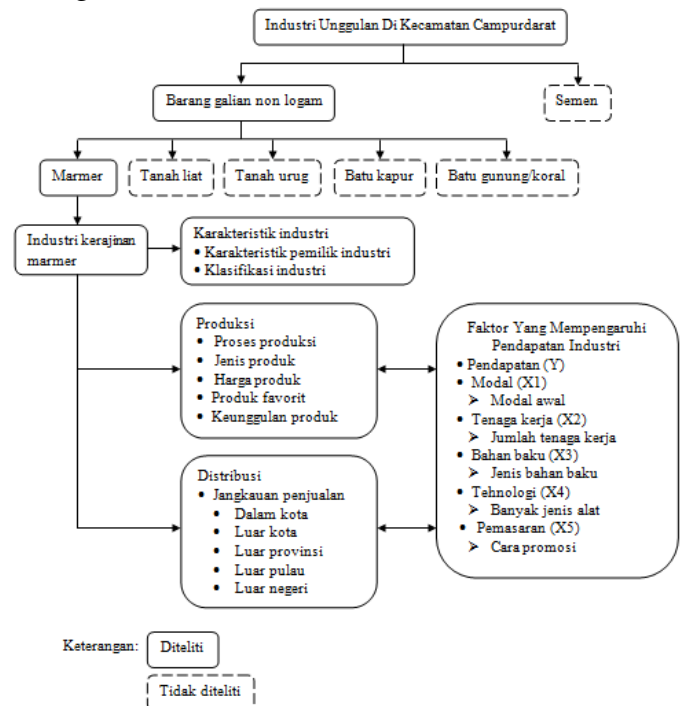 Industri Unggulan Di Kecamatan Campurdarat
Barang galian non logam
Semen
Marmer
Tanah liat
Tanah urug
Batu kapur
Batu gunung/koral
Industri kerajinan
marmer
Karakteristik industri
• Karakteristik pemilik industri
• Klasifikasi industri
Produksi
• Proses produksi
• Jenis produk
• Harga produk
• Produk favorit
• Keunggulan produk
Faktor Yang Mempengaruhi
Pendapatan Industri
• Pendapatan (Y)
• Modal (X1)
➢ Modal awal
• Tenaga kerja (X2)
➢ Jumlah tenaga kerja
• Bahan baku (X3)
➢ Jenis bahan baku
• Tehnologi (X4)
➢ Banyak jenis alat
• Pemasaran (X5)
➢ Cara promosi
Distribusi
• Jangkauan penjualan
• Dalam kota
• Luar kota
• Luar provinsi
• Luar pulau
• Luar negeri
Keterangan:
Diteliti
Tidak diteliti